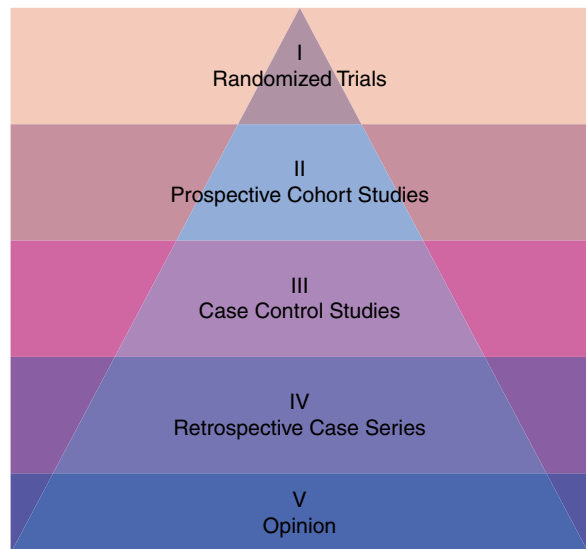 I
Randomized Trials
II
Prospective Cohort Studies
III
Case Control Studies
IV
Retrospective Case Series
V
Opinion